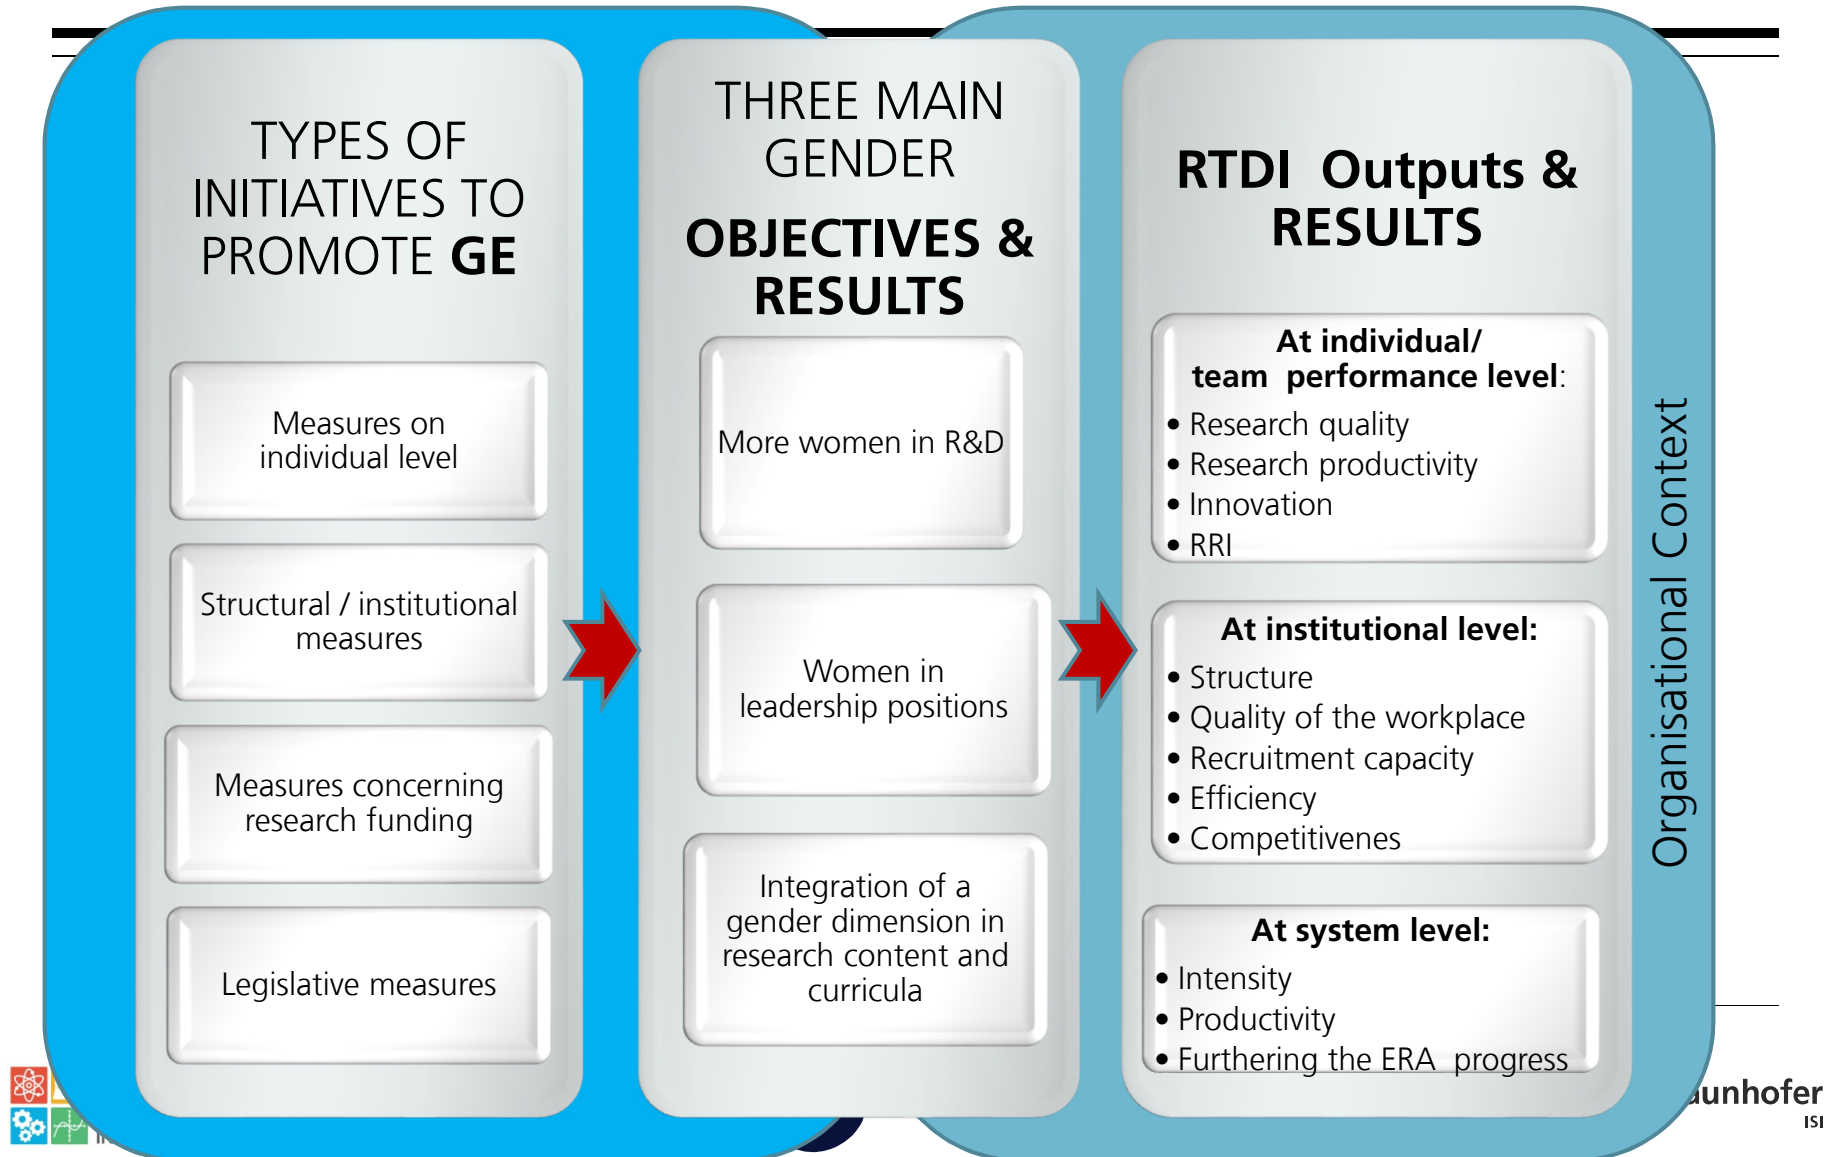 TYPES OF
INITIATIVES TO
PROMOTE GE
Measures on
individual level
Structural / institutional
measures
Measures concerning
research funding
Legislative measures
THREE MAIN
GENDER
OBJECTIVES &
RESULTS
More women in R&D
Women in
leadership positions
Integration of a
gender dimension in
research content and
curricula
RTDI Outputs &
RESULTS
At individual/
team performance level:
• Research quality
• Research productivity
• Innovation
• RRI
At institutional level:
• Structure
• Quality of the workplace
• Recruitment capacity
• Efficiency
• Competitivenes
At system level:
• Intensity
• Productivity
• Furthering the ERA progress
Organisational Context
aunhofer
ISI